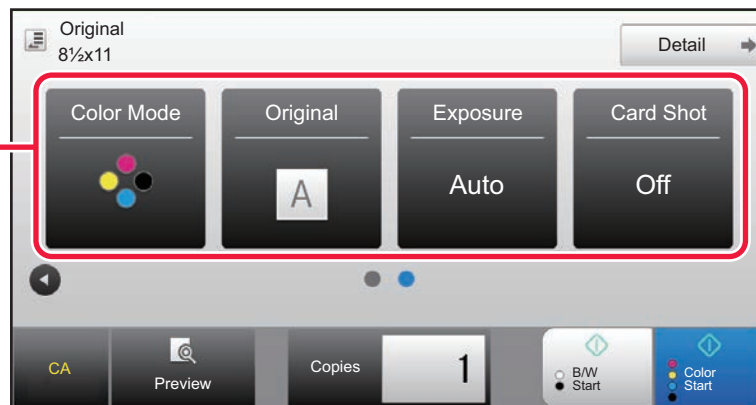 Original
8½x11
Detail
Color Mode
Original
Exposure
Card Shot
A
Auto
Off
CA
Preview
Copies
1
B/W
Start
Color
Start